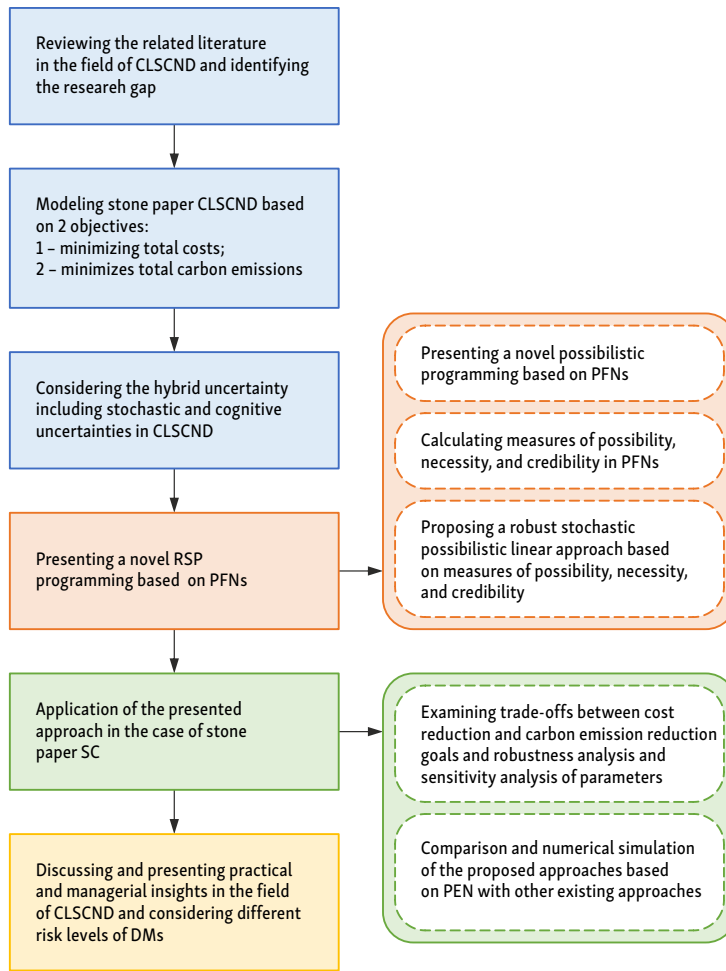 Reviewing the related literature
in the field of CLSCND and identifying
the researeh gap
Modeling stone paper CLSCND based
on 2 objectives:
1 – minimizing total costs;
2 – minimizes total carbon emissions
Considering the hybrid uncertainty
including stochastic and cognitive
uncertainties in CLSCND
Presenting a novel RSP
programming based on PFNs
Presenting a novel possibilistic
programming based on PFNs
Calculating measures of possibility,
necessity, and credibility in PFNs
Proposing a robust stochastic
possibilistic linear approach based
on measures of possibility, necessity,
and credibility
Application of the presented
approach in the case of stone
paper SC
Examining trade-offs between cost
reduction and carbon emission reduction
goals and robustness analysis and
sensitivity analysis of parameters
Comparison and numerical simulation
of the proposed approaches based
on PEN with other existing approaches
Discussing and presenting practical
and managerial insights in the field
of CLSCND and considering different
risk levels of DMs